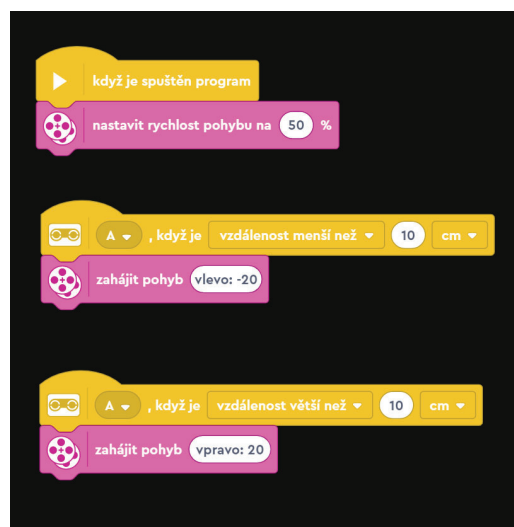 když je spuštěn program
nastavit rychlost pohybu na 50 %
A , když je vzdálenost menší než 10 cm
zahájit pohyb vlevo: -20
A , když je vzdálenost větší než 10 cm
zahájit pohyb vpravo: 20